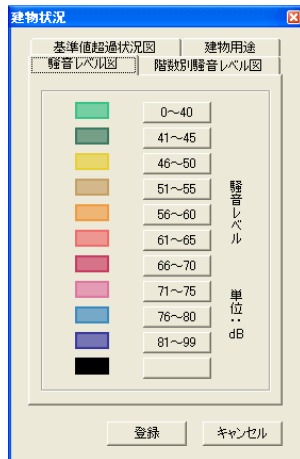 建物状況
基準値超過状況図
建物用途
騒音レベル図
階数別騒音レベル図
0～40
41～45
46～50
51～55
56～60
61～65
66～70
71～75
76～80
81～99
騒音レベル
単位：dB
登録
キャンセル